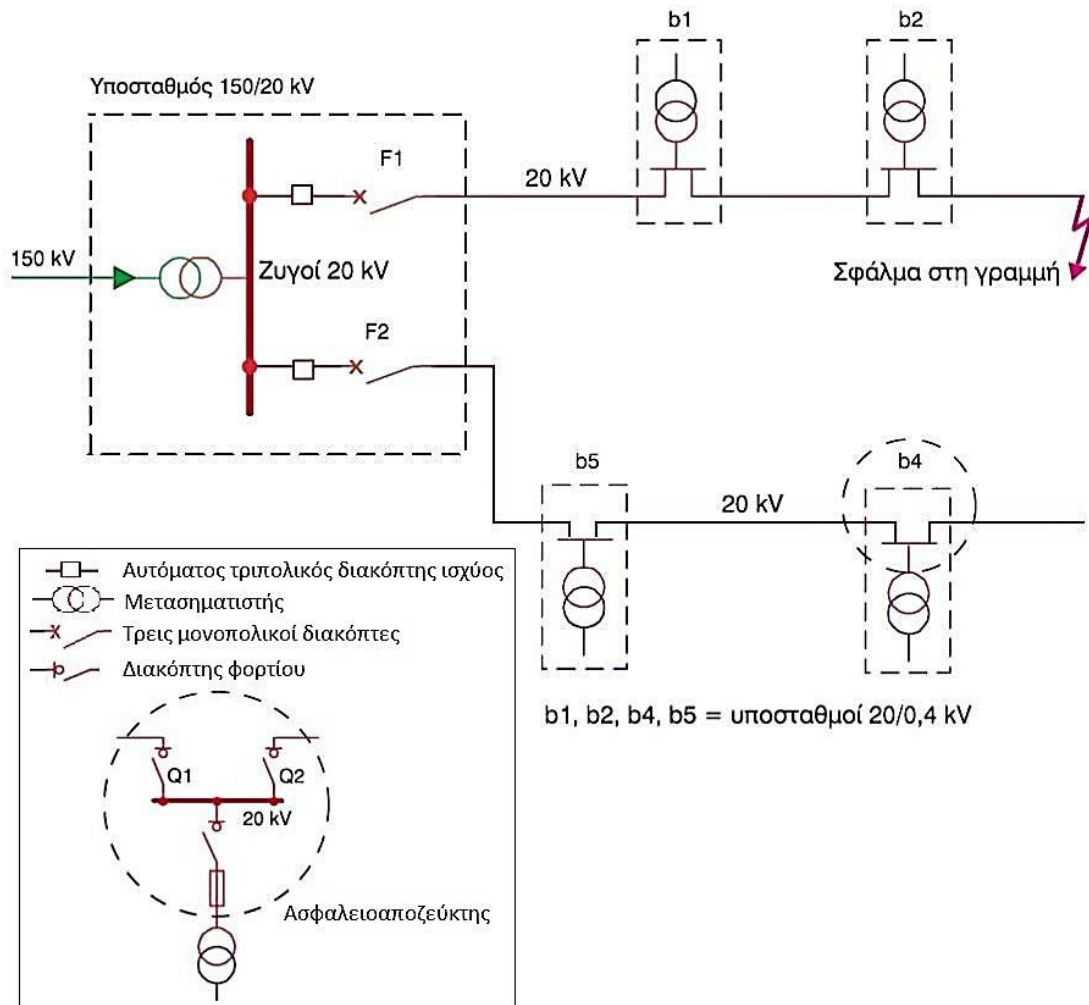 b1
b2
Υποσταθμός 150/20 kV
F1
20 kV
150 kV
Ζυγοί 20 kV
Σφάλμα στη γραμμή
F2
b5
20 kV
b4
Αυτόματος τριπολικός διακόπτης ισχύος
Μετασηματιστής
Τρεις μονοπολικοί διακόπτες
Διακόπτης φορτίου
b1, b2, b4, b5 = υποσταθμοί 20/0,4 kV
Q1
Q2
20 kV
Ασφαλειοαποζεύκτης